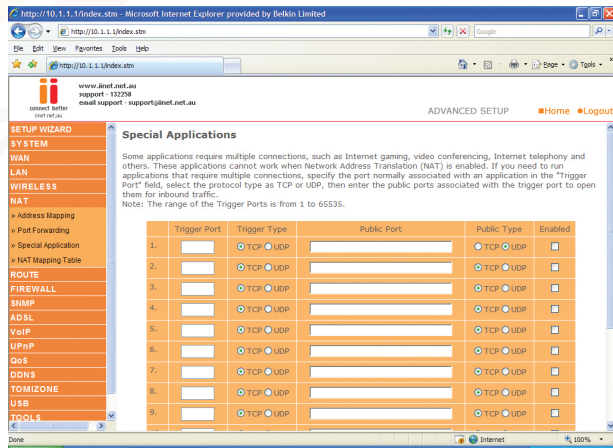 http://10.1.1.1/index.stm - Microsoft Internet Explorer provided by Belkin Limited
http://10.1.1.1/index.stm
Google
File Edit View Favorites Tools Help
http://10.1.1.1/index.stm
Page Tools
connect better
iinet.net.au
www.iinet.net.au
support - 132258
email support - support@iinet.net.au
ADVANCED SETUP
Home Logout
SETUP WIZARD
SYSTEM
WAN
LAN
WIRELESS
NAT
» Address Mapping
» Port Forwarding
» Special Application
» NAT Mapping Table
ROUTE
FIREWALL
SNMP
ADSL
VoIP
UPnP
QoS
DDNS
TOMIZONE
USB
TOOLS
Special Applications
Some applications require multiple connections, such as Internet gaming, video conferencing, Internet telephony and
others. These applications cannot work when Network Address Translation (NAT) is enabled. If you need to run
applications that require multiple connections, specify the port normally associated with an application in the "Trigger
Port" field, select the protocol type as TCP or UDP, then enter the public ports associated with the trigger port to open
them for inbound traffic.
Note: The range of the Trigger Ports is from 1 to 65535.
Trigger Port Trigger Type Public Port Public Type Enabled
1. TCP UDP TCP UDP
2. TCP UDP TCP UDP
3. TCP UDP TCP UDP
4. TCP UDP TCP UDP
5. TCP UDP TCP UDP
6. TCP UDP TCP UDP
7. TCP UDP TCP UDP
8. TCP UDP TCP UDP
9. TCP UDP TCP UDP
Done
Internet
100%